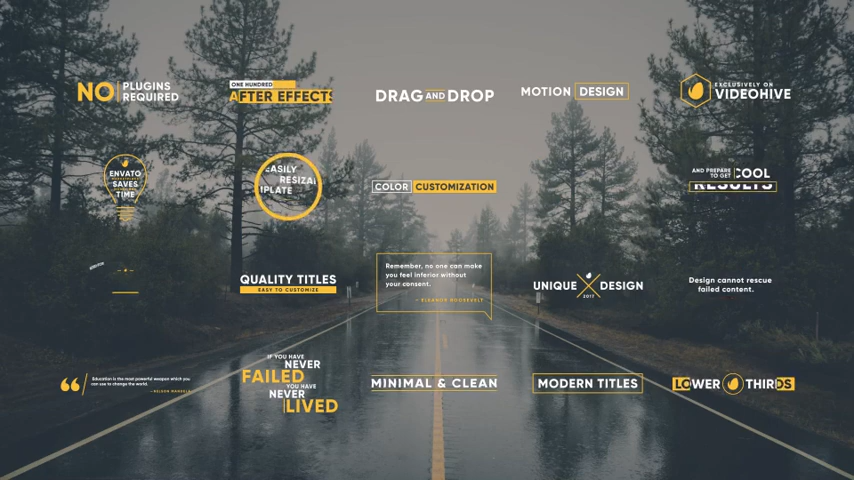 NO PLUGINS
REQUIRED
ONE HUNDRED
AFTER EFFECTS
DRAG AND DROP
MOTION DESIGN
EXCLUSIVELY ON
VIDEOHIVE
ENVATO
SAVES
TIME
EASILY
RESIZA
PLATE
COLOR CUSTOMIZATION
AND PREPARE
TO GET COOL
RESULTS
QUALITY TITLES
EASY TO CUSTOMIZE
Remember, no one can make
you feel inferior without
your consent.
- ELEANOR ROOSEVELT
UNIQUE DESIGN
2017
Design cannot rescue
failed content.
Education is the most powerful weapon which you
can use to change the world.
- NELSON MANDELA
IF YOU HAVE
NEVER
FAILED
YOU HAVE
NEVER
LIVED
MINIMAL & CLEAN
MODERN TITLES
LOWER THIRDS